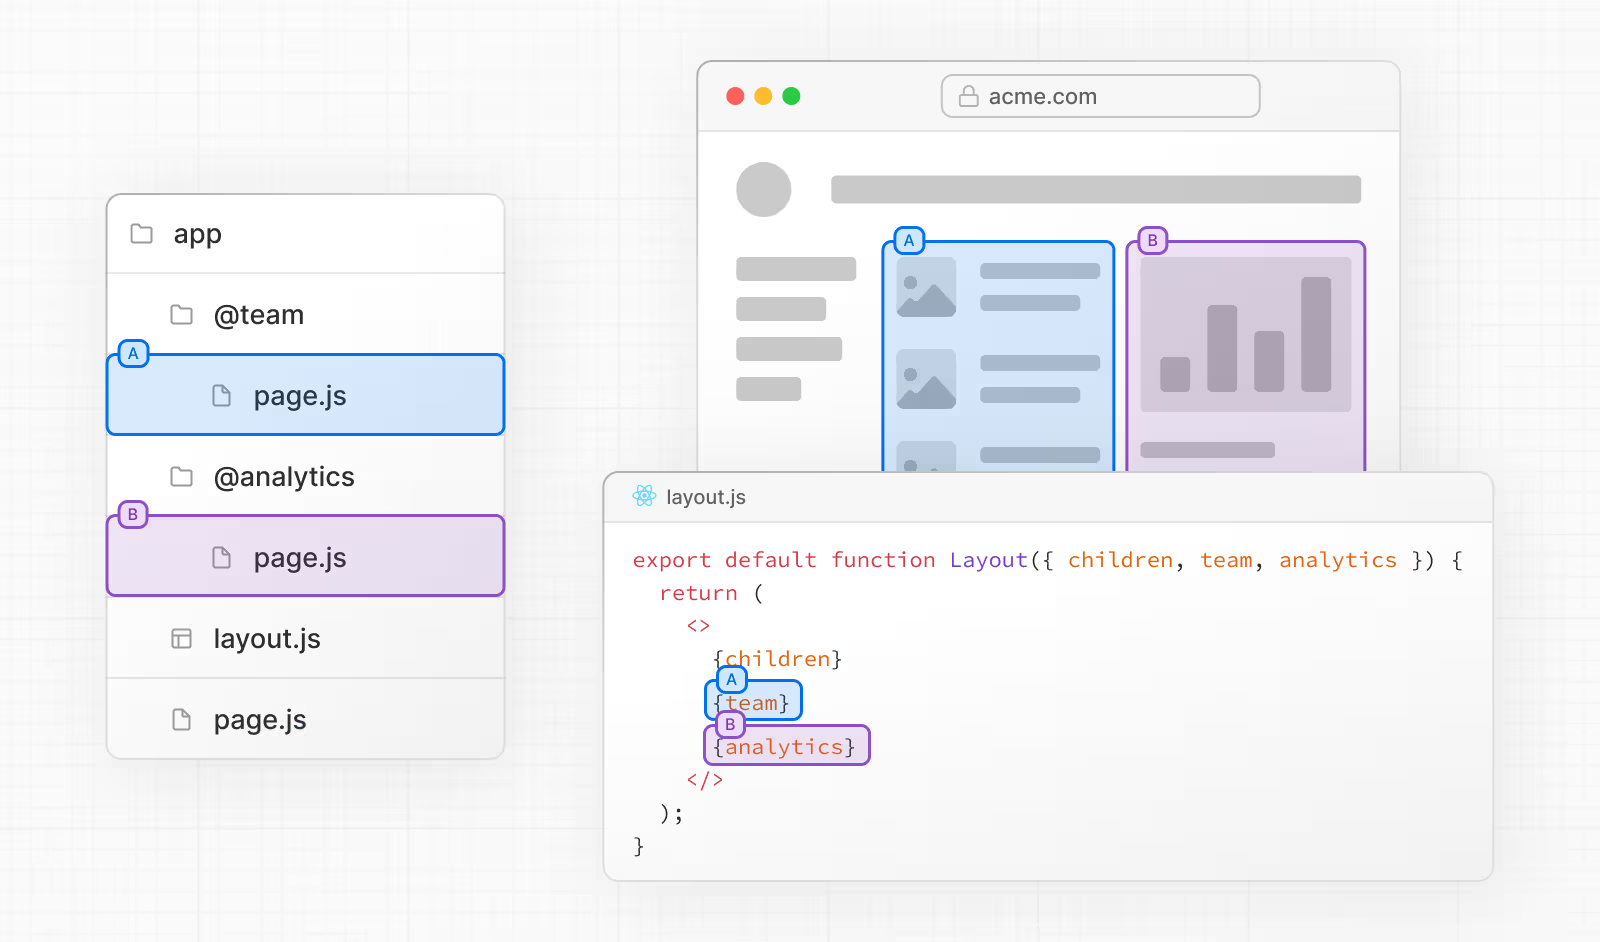 app
@team
A
page.js
@analytics
B
page.js
layout.js
page.js
acme.com
A
B
layout.js
export default function Layout({ children, team, analytics }) {
return (
<>
{children}
A
{team}
B
{analytics}
</>
);
}